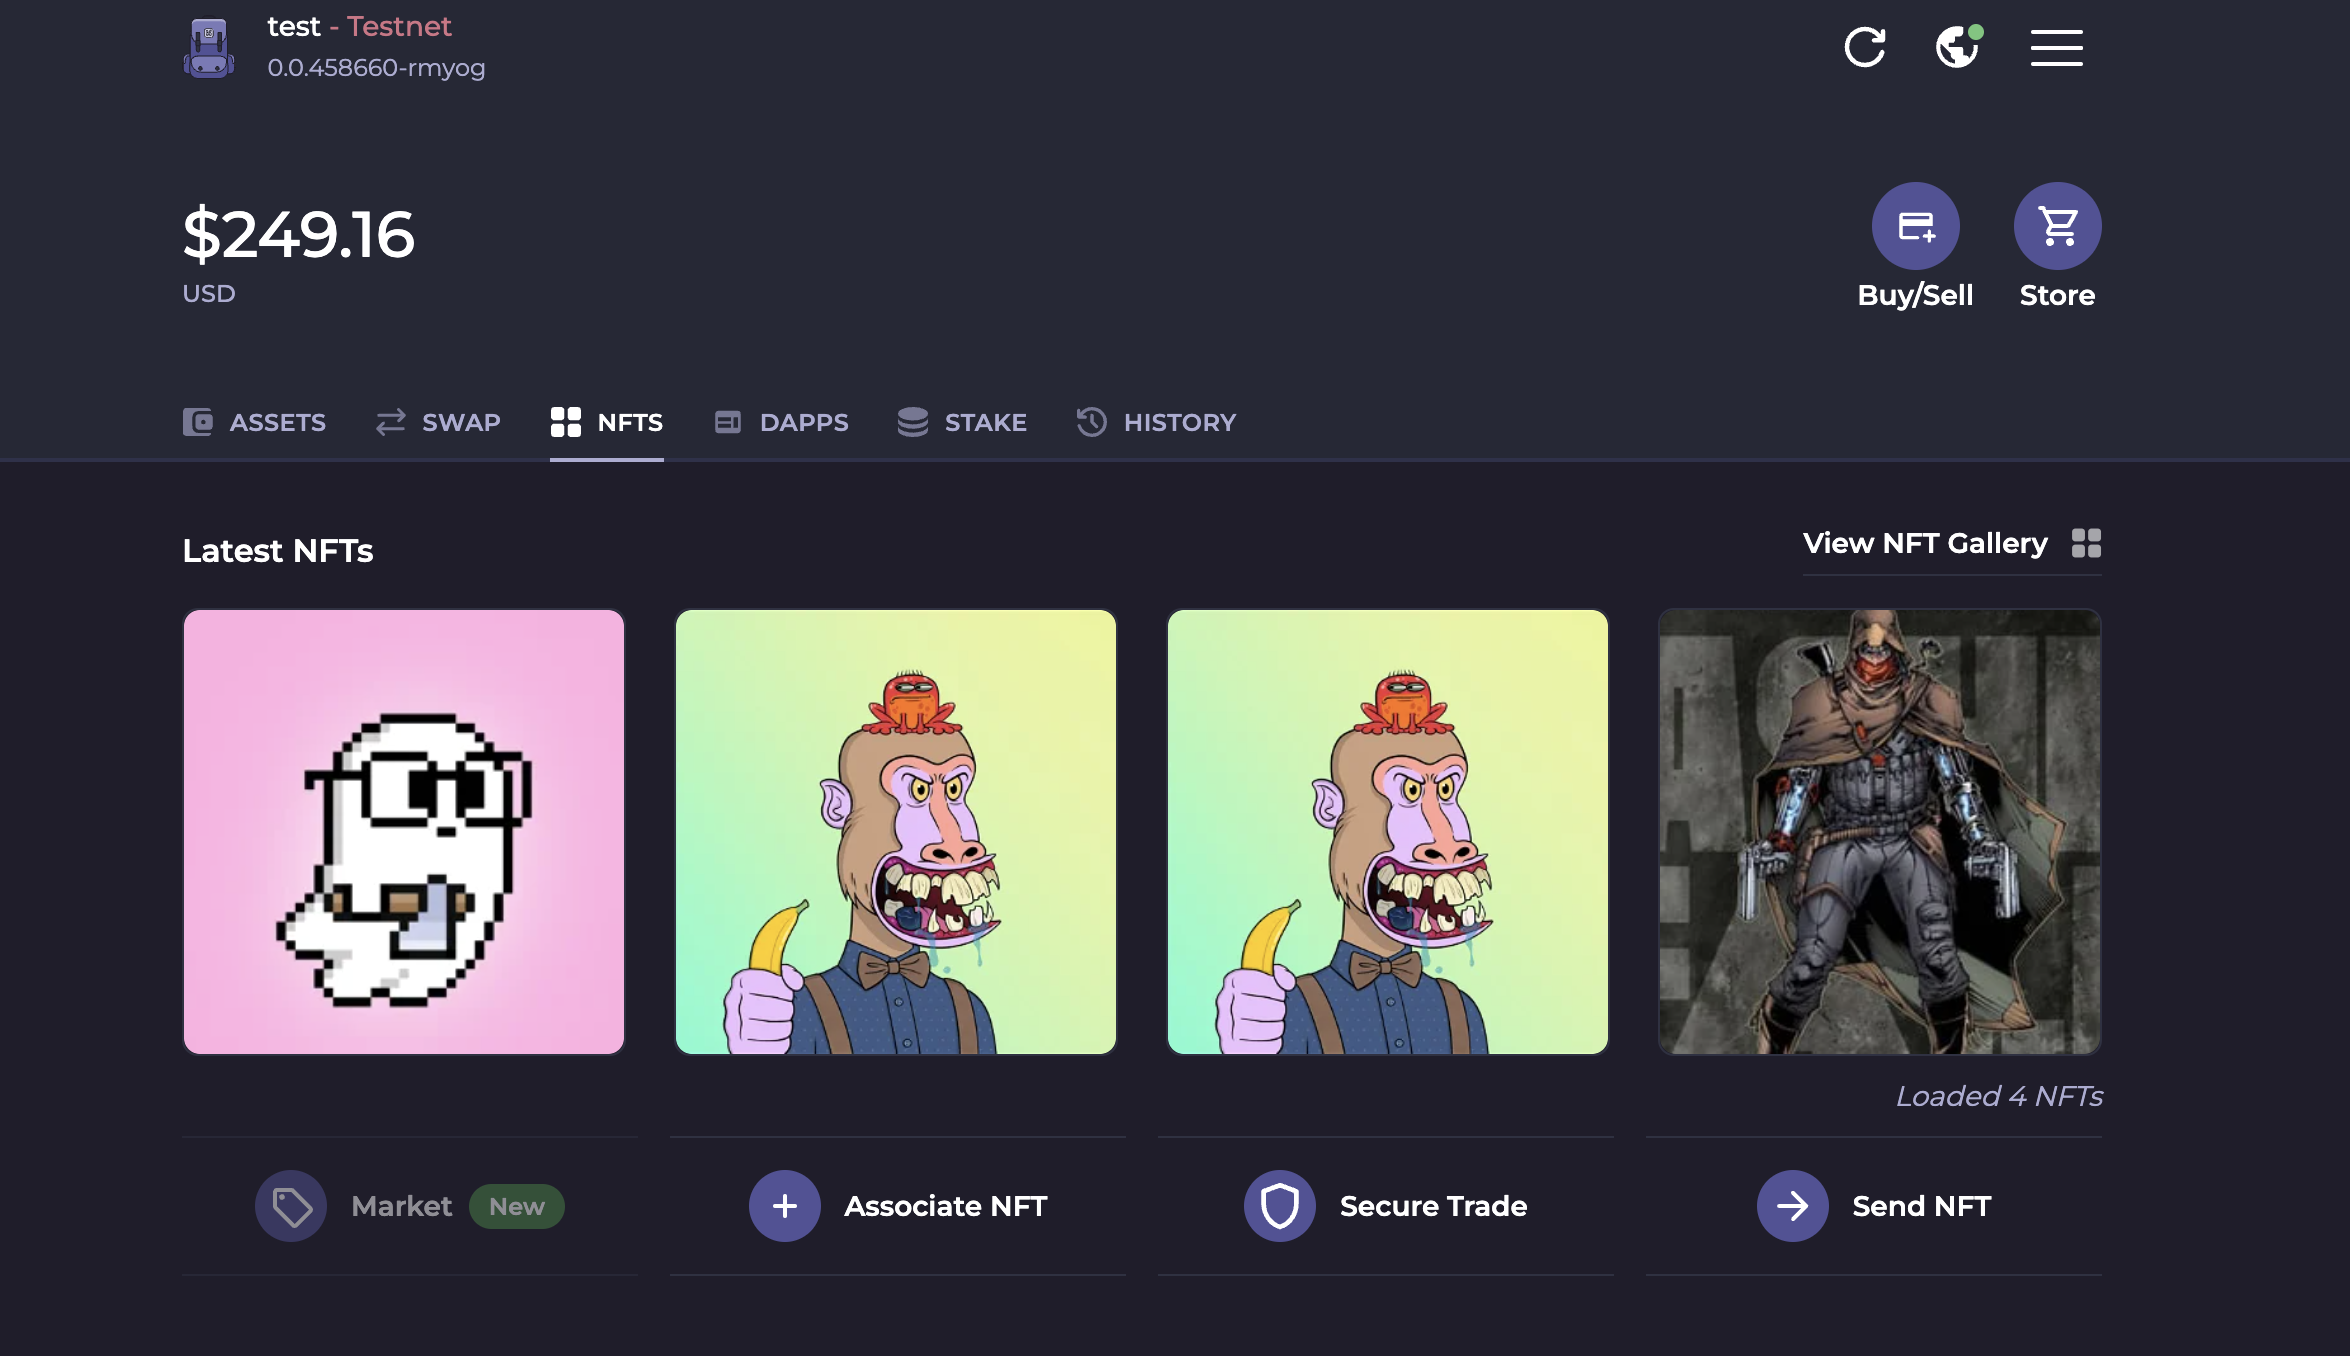 test - Testnet
0.0.458660-rmyog
$249.16
USD
Buy/Sell
Store
ASSETS
SWAP
NFTS
DAPPS
STAKE
HISTORY
Latest NFTs
View NFT Gallery
Loaded 4 NFTs
Market New
Associate NFT
Secure Trade
Send NFT